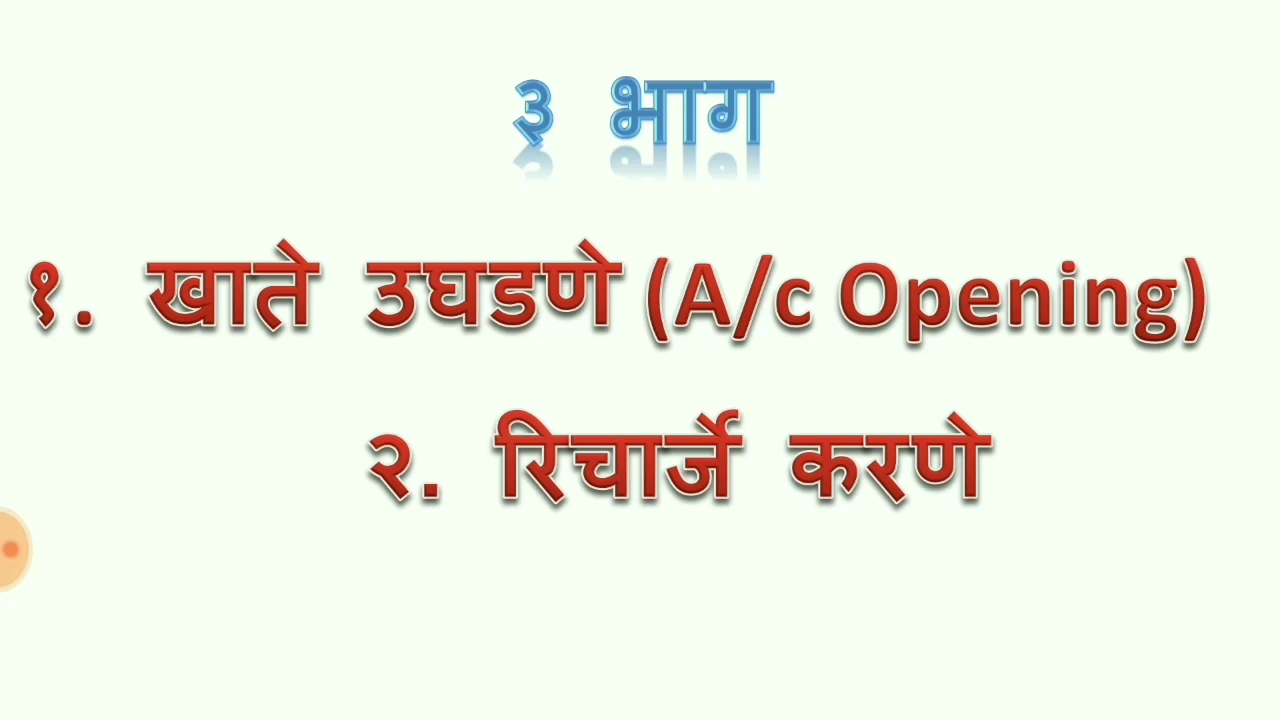 ३ भाग
१. खाते उघडणे (A/c Opening)
२. रिचार्जे करणे